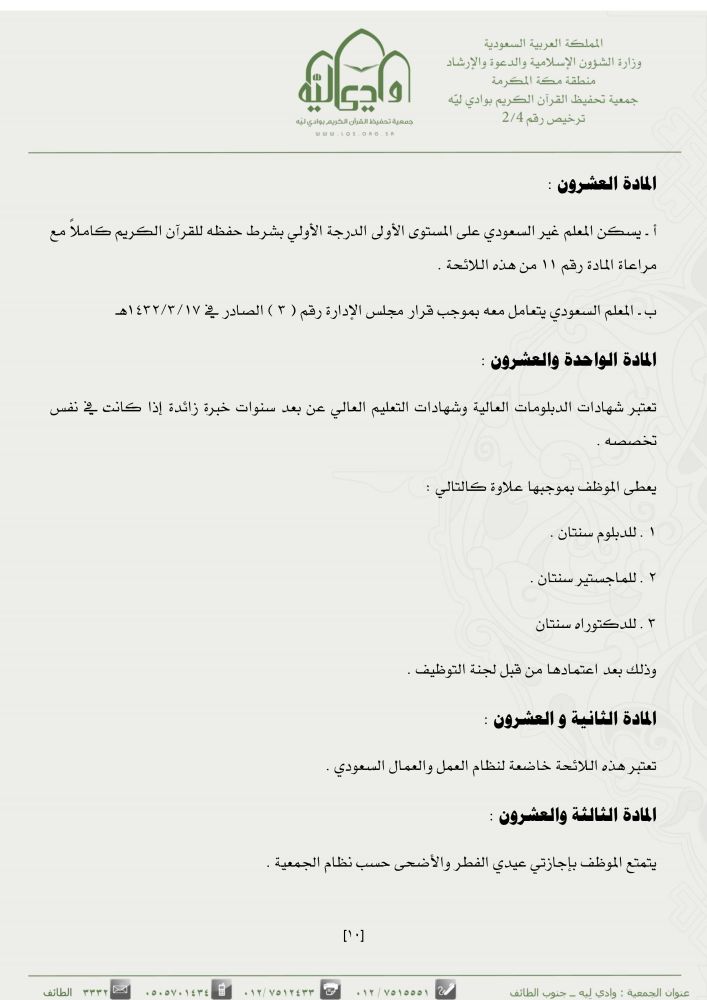 المملكة العربية السعودية
وزارة الشؤون الإسلامية والدعوة والإرشاد
منطقة مكة المكرمة
جمعية تحفيظ القرآن الكريم بوادي ليّه
ترخيص رقم 2/4
وادي ليّه
جمعية تحفيظ القرآن الكريم بوادي ليّه
WWW.LQS.ORG.SA
المادة العشرون :
أ ـ يسكن المعلم غير السعودي على المستوى الأولى الدرجة الأولي بشرط حفظه للقرآن الكريم كاملاً مع
مراعاة المادة رقم ١١ من هذه اللائحة .
ب ـ المعلم السعودي يتعامل معه بموجب قرار مجلس الإدارة رقم ( ٣ ) الصادر في ١٤٣٢/٣/١٧هـ
المادة الواحدة والعشرون :
تعتبر شهادات الدبلومات العالية وشهادات التعليم العالي عن بعد سنوات خبرة زائدة إذا كانت في نفس
تخصصه .
يعطى الموظف بموجبها علاوة كالتالي :
١ . للدبلوم سنتان .
٢ . للماجستير سنتان .
٣ . للدكتوراه سنتان
وذلك بعد اعتمادها من قبل لجنة التوظيف .
المادة الثانية و العشرون :
تعتبر هذه اللائحة خاضعة لنظام العمل والعمال السعودي .
المادة الثالثة والعشرون :
يتمتع الموظف بإجازتي عيدي الفطر والأضحى حسب نظام الجمعية .
[١٠]
عنوان الجمعية : وادي ليه ــ جنوب الطائف ٠١٢ / ٧٥١٥٥٥١ ٠١٢/ ٧٥١٢٤٣٣ ٠٥٠٥٧٠١٤٣٤ ٣٣٣٢ الطائف